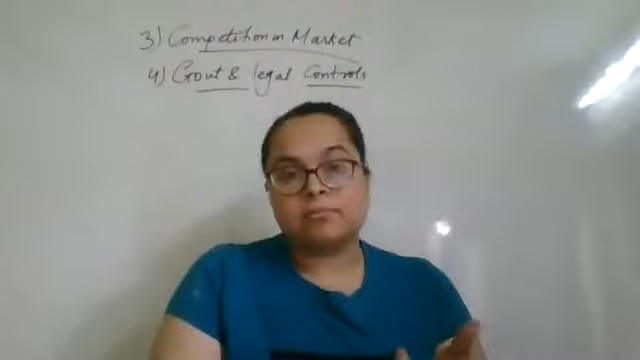 3) Competition in Market
4) Govt & legal Controls